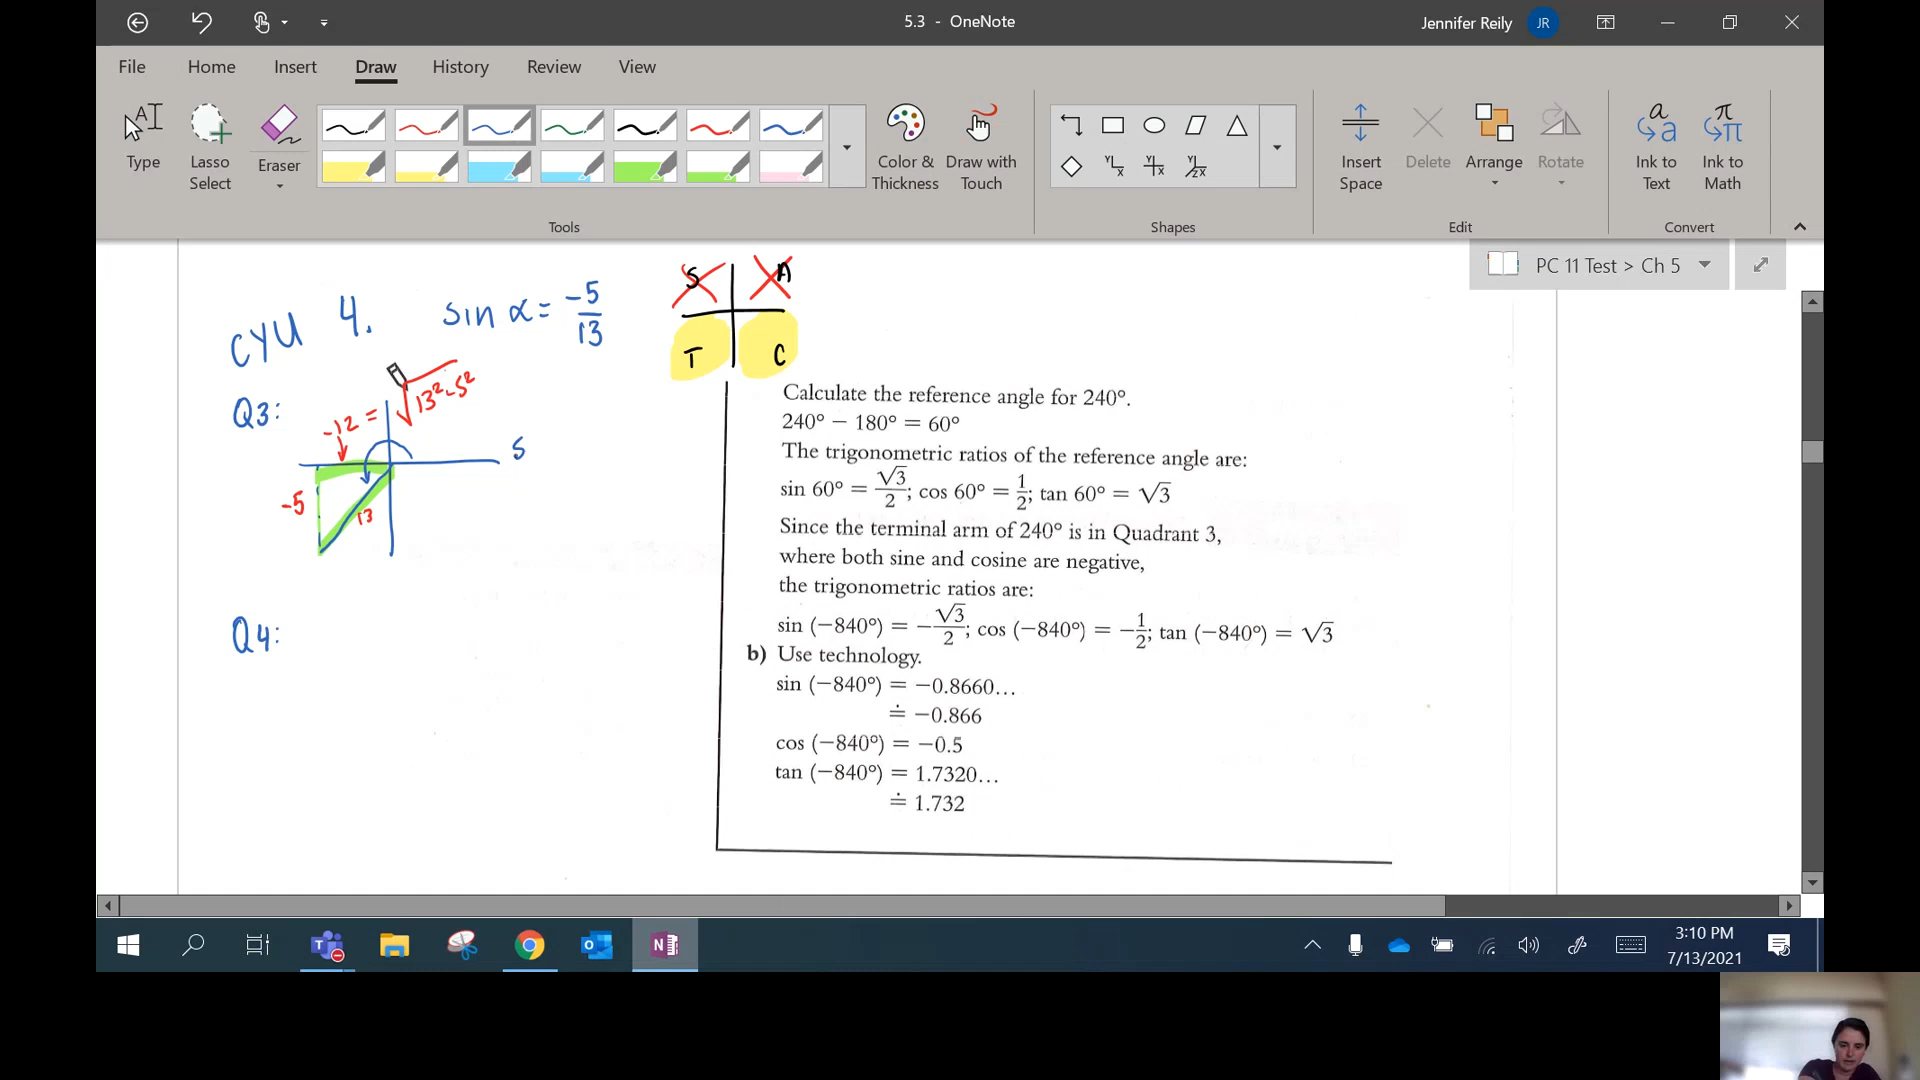 5.3 - OneNote
Jennifer Reily
JR
File Home Insert Draw History Review View
Type
Lasso Select
Eraser
Color & Thickness
Draw with Touch
Insert Space
Delete
Arrange
Rotate
Ink to Text
Ink to Math
Tools
Shapes
Edit
Convert
PC 11 Test > Ch 5
CYU 4. sin α = -5/13
S A
T C
Q3:
-12 = √13²-5²
S
-5
13
Q4:
Calculate the reference angle for 240°.
240° − 180° = 60°
The trigonometric ratios of the reference angle are:
sin 60° = √3/2; cos 60° = 1/2; tan 60° = √3
Since the terminal arm of 240° is in Quadrant 3,
where both sine and cosine are negative,
the trigonometric ratios are:
sin (−840°) = −√3/2; cos (−840°) = −1/2; tan (−840°) = √3
b) Use technology.
sin (−840°) = −0.8660…
≐ −0.866
cos (−840°) = −0.5
tan (−840°) = 1.7320…
≐ 1.732
3:10 PM
7/13/2021